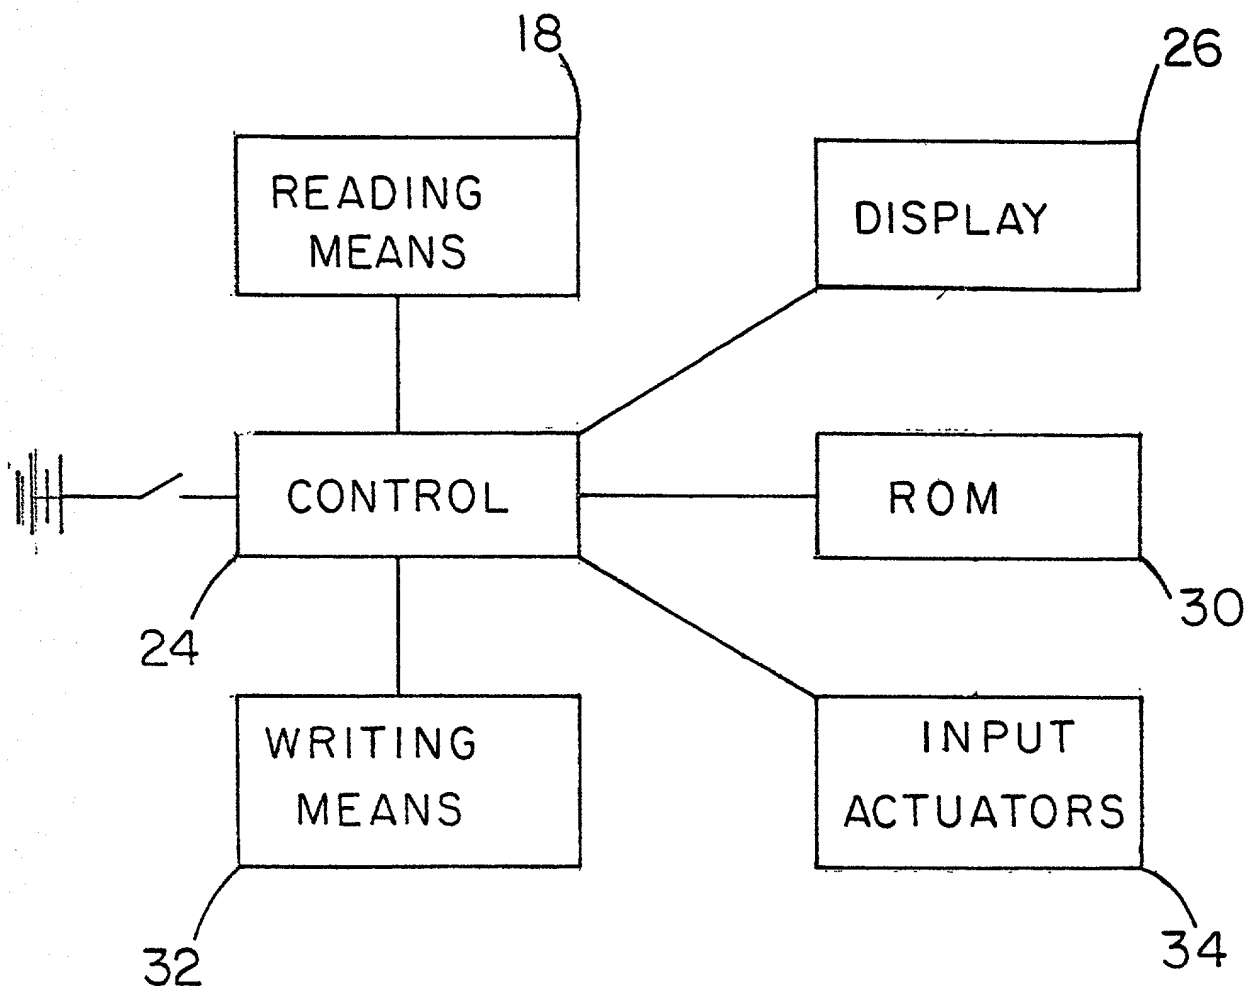 18
26
READING
MEANS
DISPLAY
CONTROL
ROM
24
30
WRITING
MEANS
INPUT
ACTUATORS
32
34